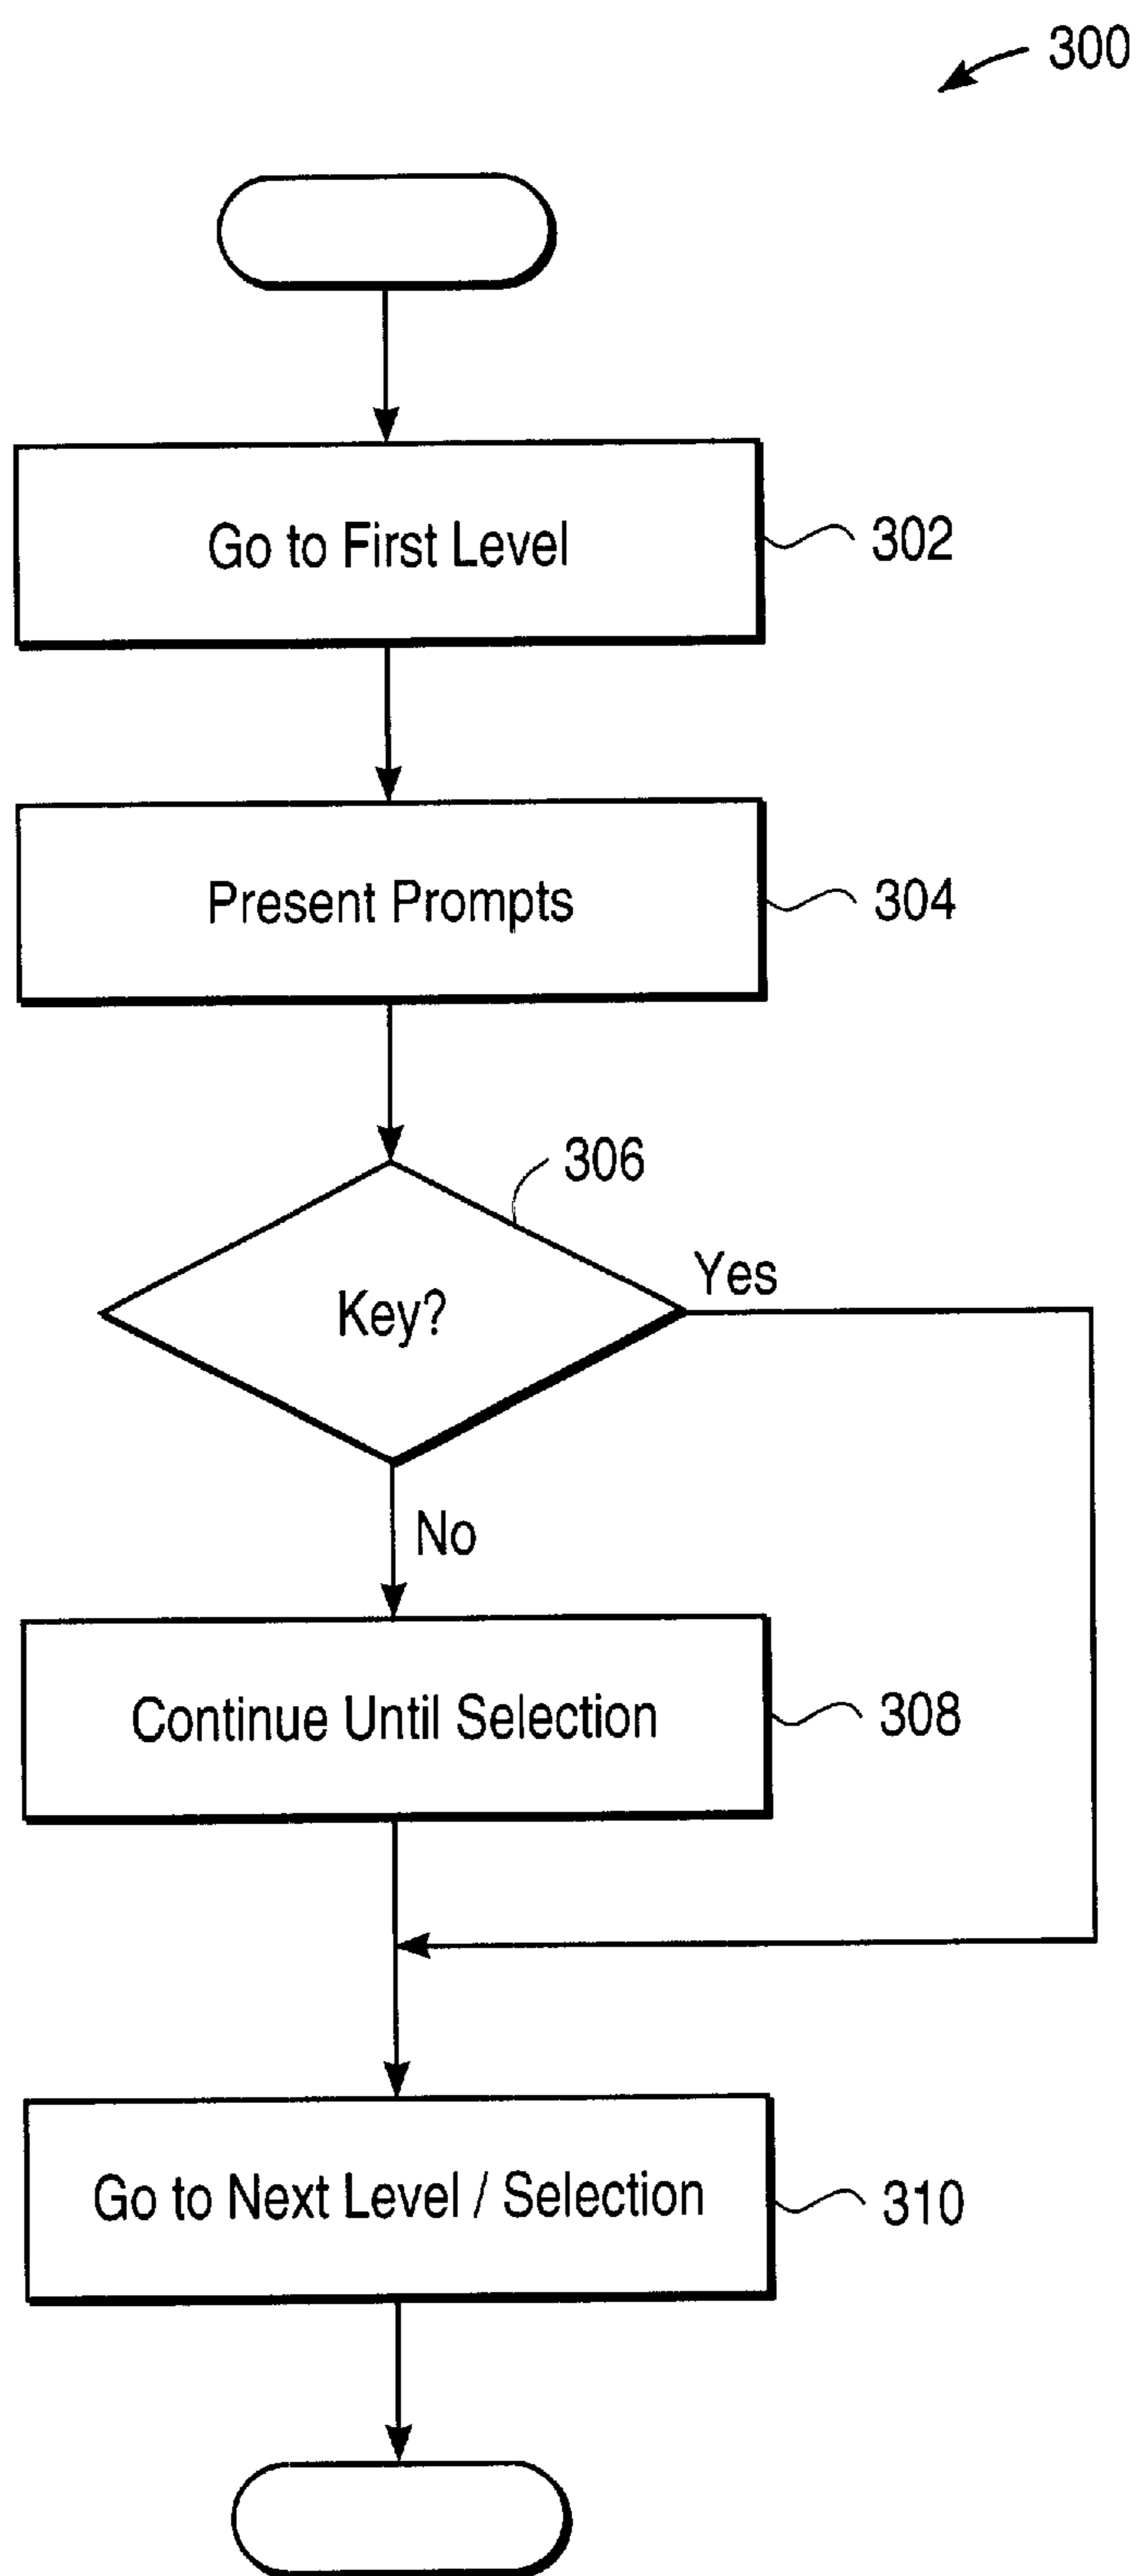 300
Go to First Level
302
Present Prompts
304
306
Key?
Yes
No
Continue Until Selection
308
Go to Next Level / Selection
310